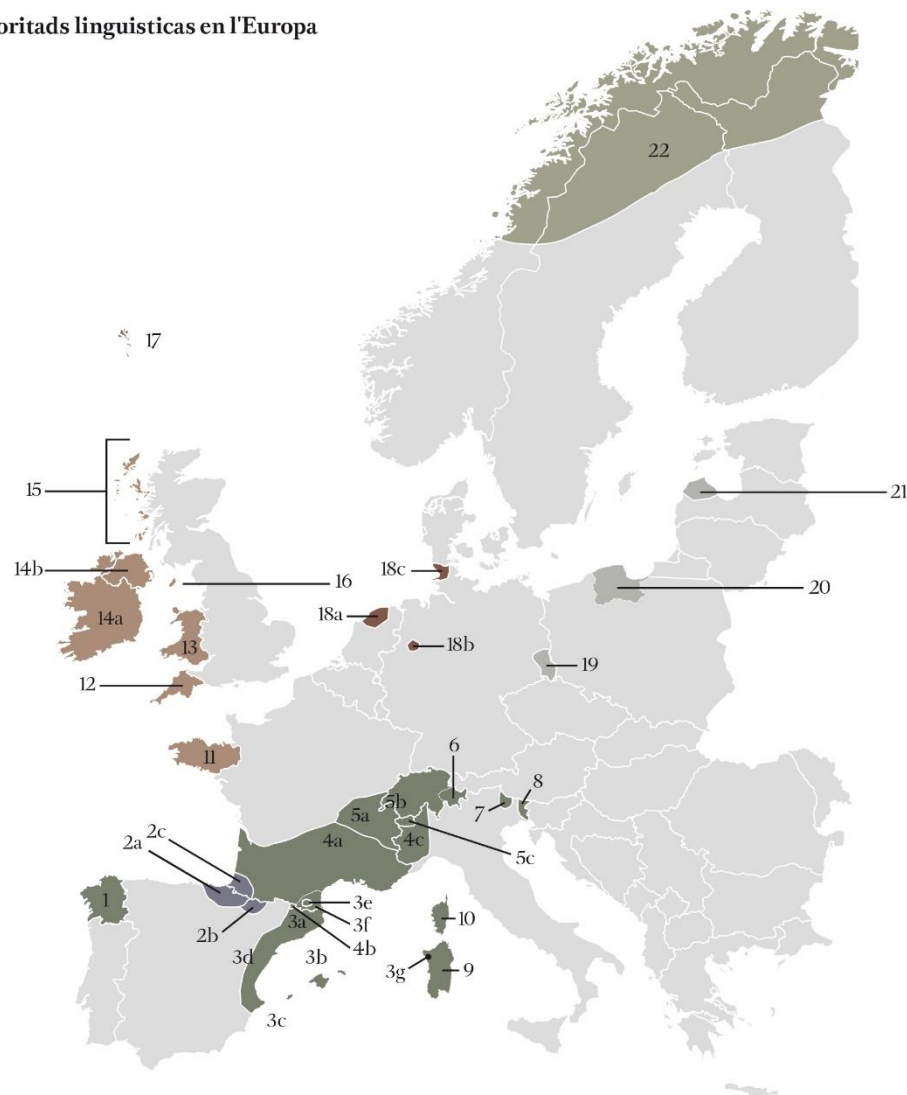 oritads linguisticas en l'Europa
22
17
15
21
14b
16
18c
20
14a
18a
13
18b
19
12
11
6
8
5b
5a
7
2c
4a
4c
2a
5c
1
3e
3a
3f
10
2b
4b
3d
3b
3g
9
3c